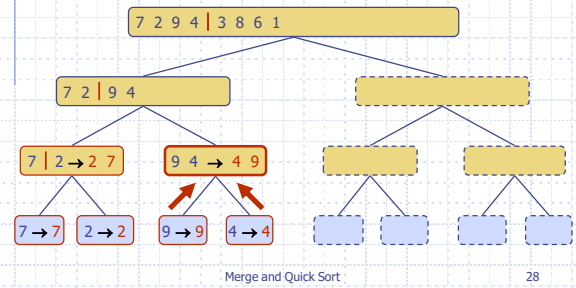 7 2 9 4 | 3 8 6 1
7 2 | 9 4
7 | 2 → 2 7
9 4 → 4 9
7 → 7
2 → 2
9 → 9
4 → 4
Merge and Quick Sort
28